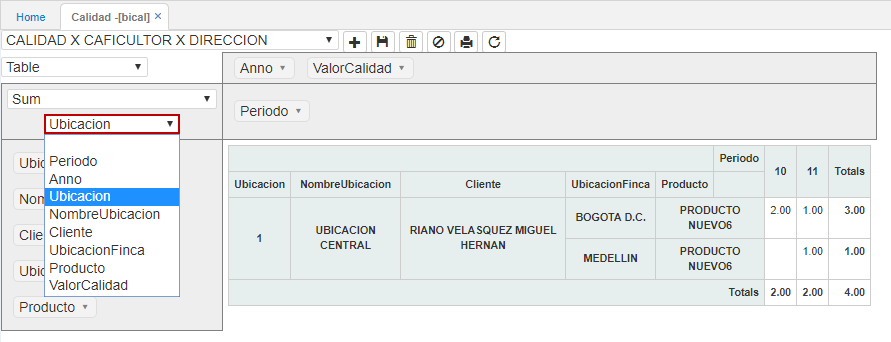 Home
Calidad -[bical] ×
CALIDAD X CAFICULTOR X DIRECCION
Table
Anno
ValorCalidad
Sum
Ubicacion
Periodo
Periodo
Anno
Ubicacion
NombreUbicacion
Cliente
UbicacionFinca
Producto
ValorCalidad
Ubic
Nom
Clie
Ubic
Producto
Periodo 10 11 Totals
Ubicacion NombreUbicacion Cliente UbicacionFinca Producto
1 UBICACION CENTRAL RIANO VELASQUEZ MIGUEL HERNAN BOGOTA D.C. PRODUCTO NUEVO6 2.00 1.00 3.00
MEDELLIN PRODUCTO NUEVO6 1.00 1.00
Totals 2.00 2.00 4.00